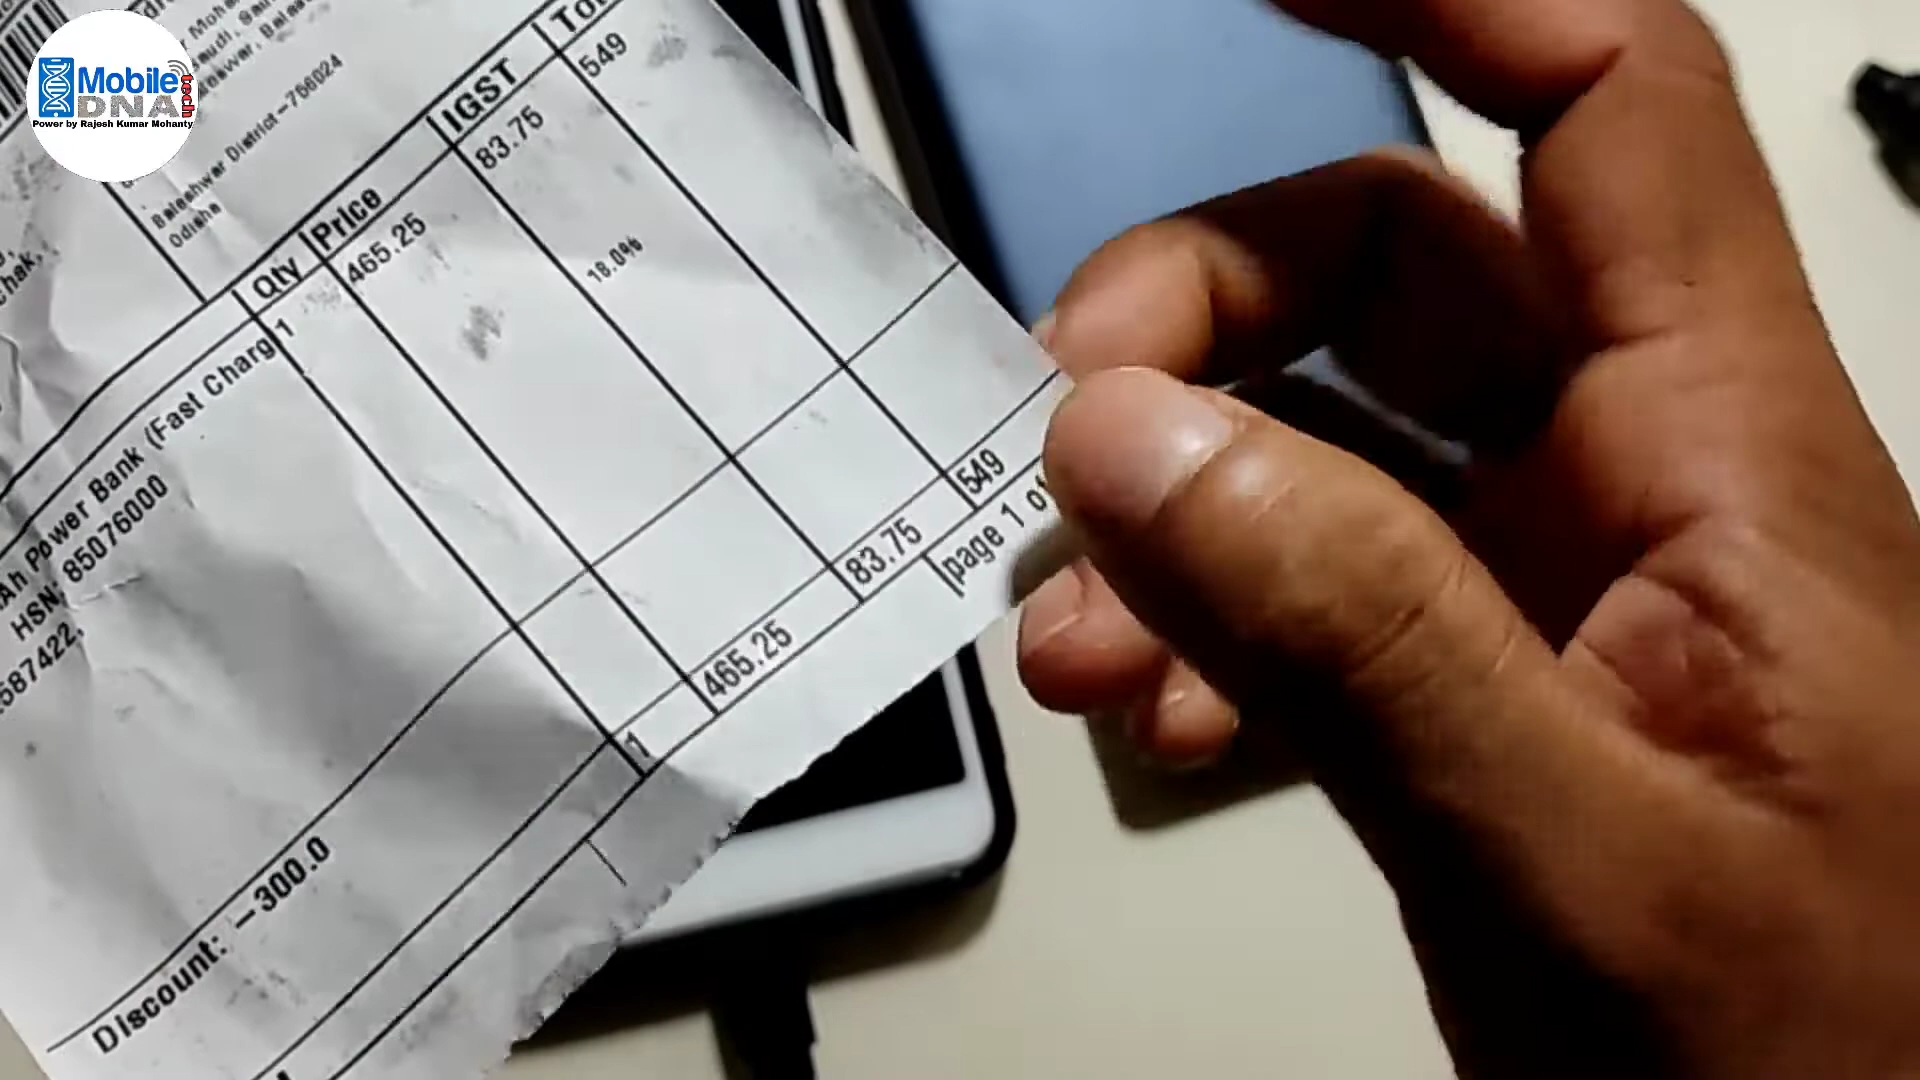 Mobile
DNA tech
Power by Rajesh Kumar Mohanty
Baleshwar District-756024
Odisha
Qty Price IGST
Ah Power Bank (Fast Charg 1 465.25 83.75 549
HSN: 85076000 18.0%
587422,
Discount: -300.0
1 465.25 83.75 549
page 1 of